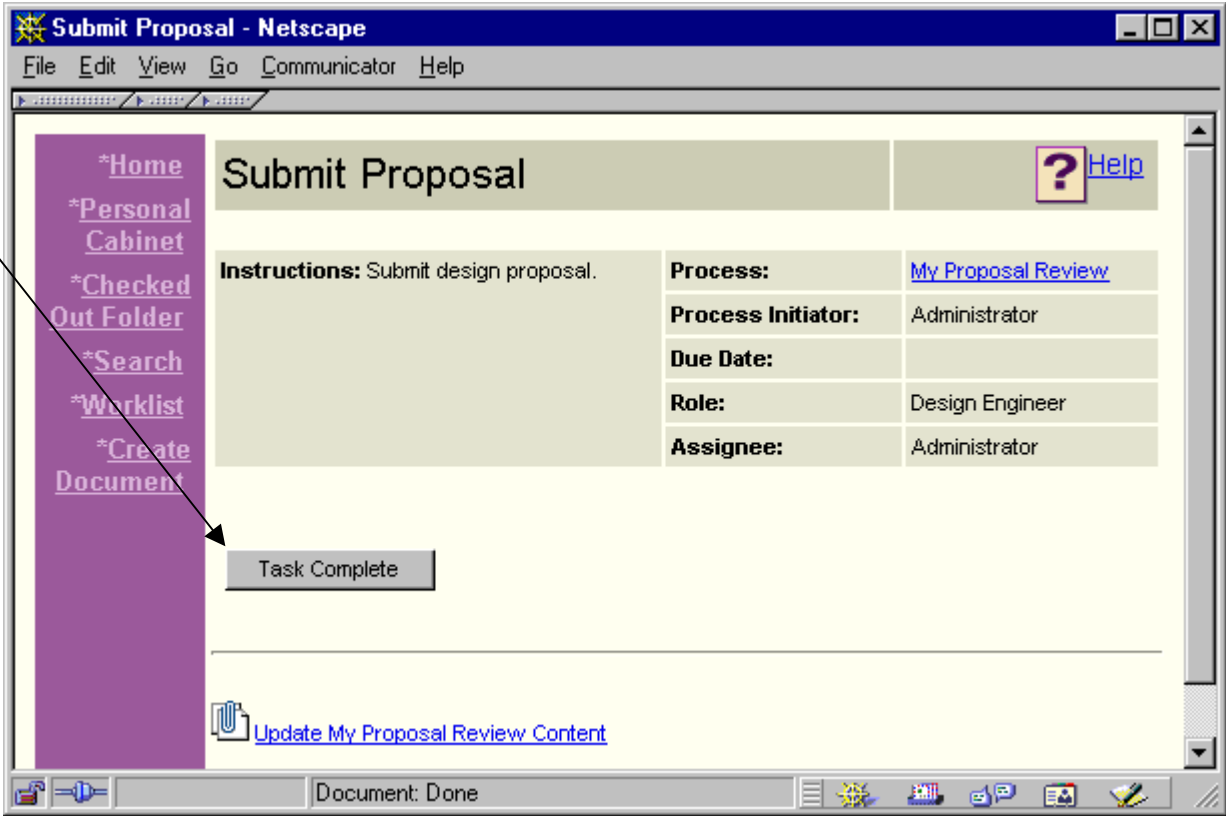 Submit Proposal - Netscape
File Edit View Go Communicator Help
*Home
*Personal
Cabinet
*Checked
Out Folder
*Search
*Worklist
*Create
Document
Submit Proposal
?
Help
Instructions: Submit design proposal.
Process: My Proposal Review
Process Initiator: Administrator
Due Date:
Role: Design Engineer
Assignee: Administrator
Task Complete
Update My Proposal Review Content
Document: Done